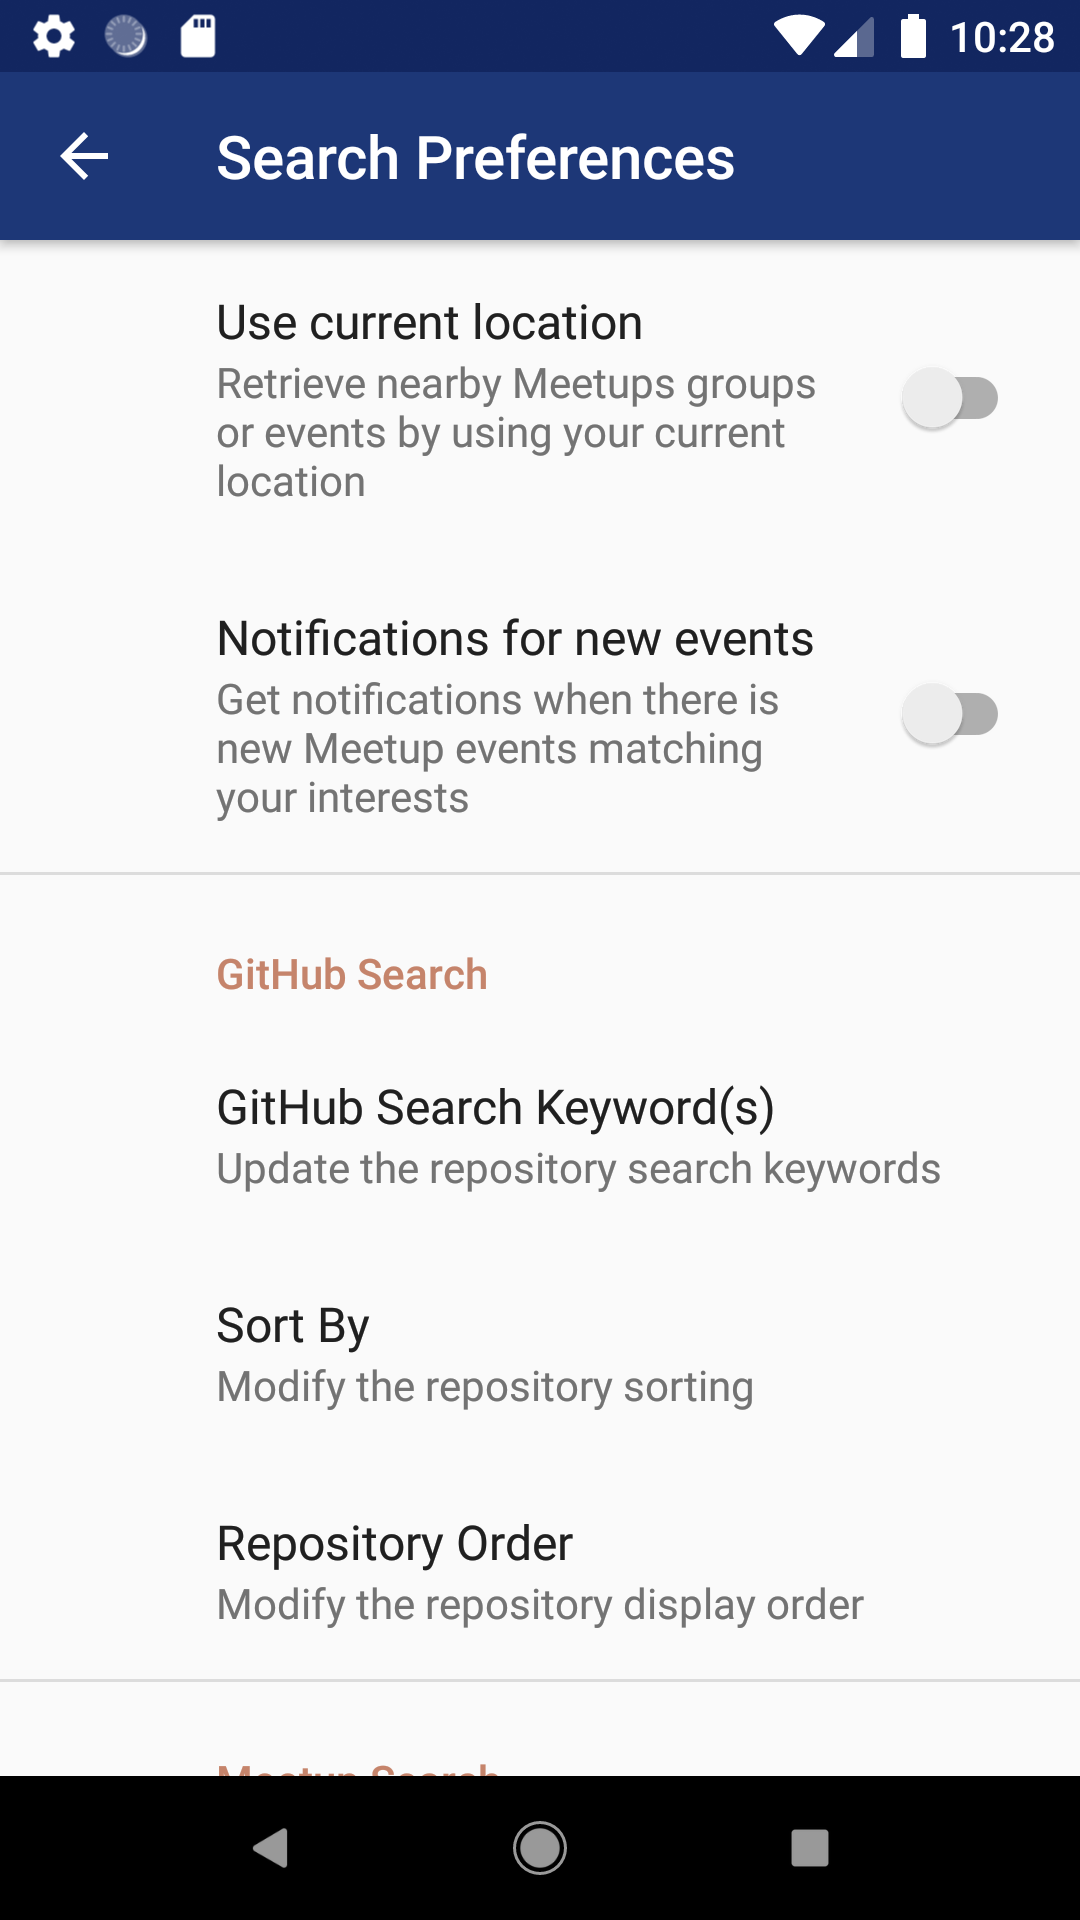 10:28
Search Preferences
Use current location
Retrieve nearby Meetups groups
or events by using your current
location
Notifications for new events
Get notifications when there is
new Meetup events matching
your interests
GitHub Search
GitHub Search Keyword(s)
Update the repository search keywords
Sort By
Modify the repository sorting
Repository Order
Modify the repository display order
Meetup Search